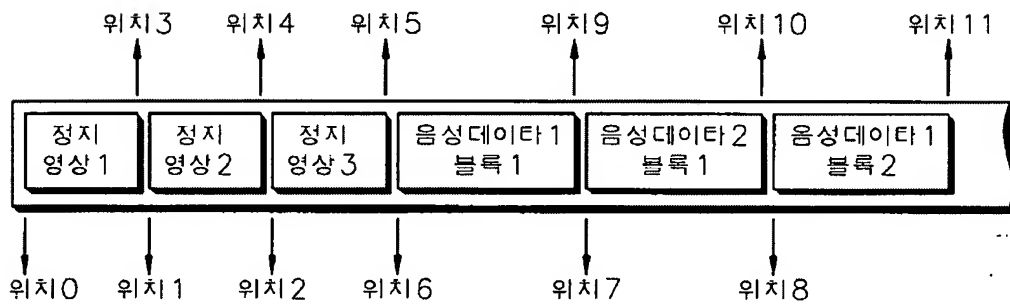 위치3 위치4 위치5 위치9 위치10 위치11
정지 정지 정지 음성데이타1 음성데이타2 음성데이타1
영상1 영상2 영상3 블록1 블록1 블록2
위치0 위치1 위치2 위치6 위치7 위치8